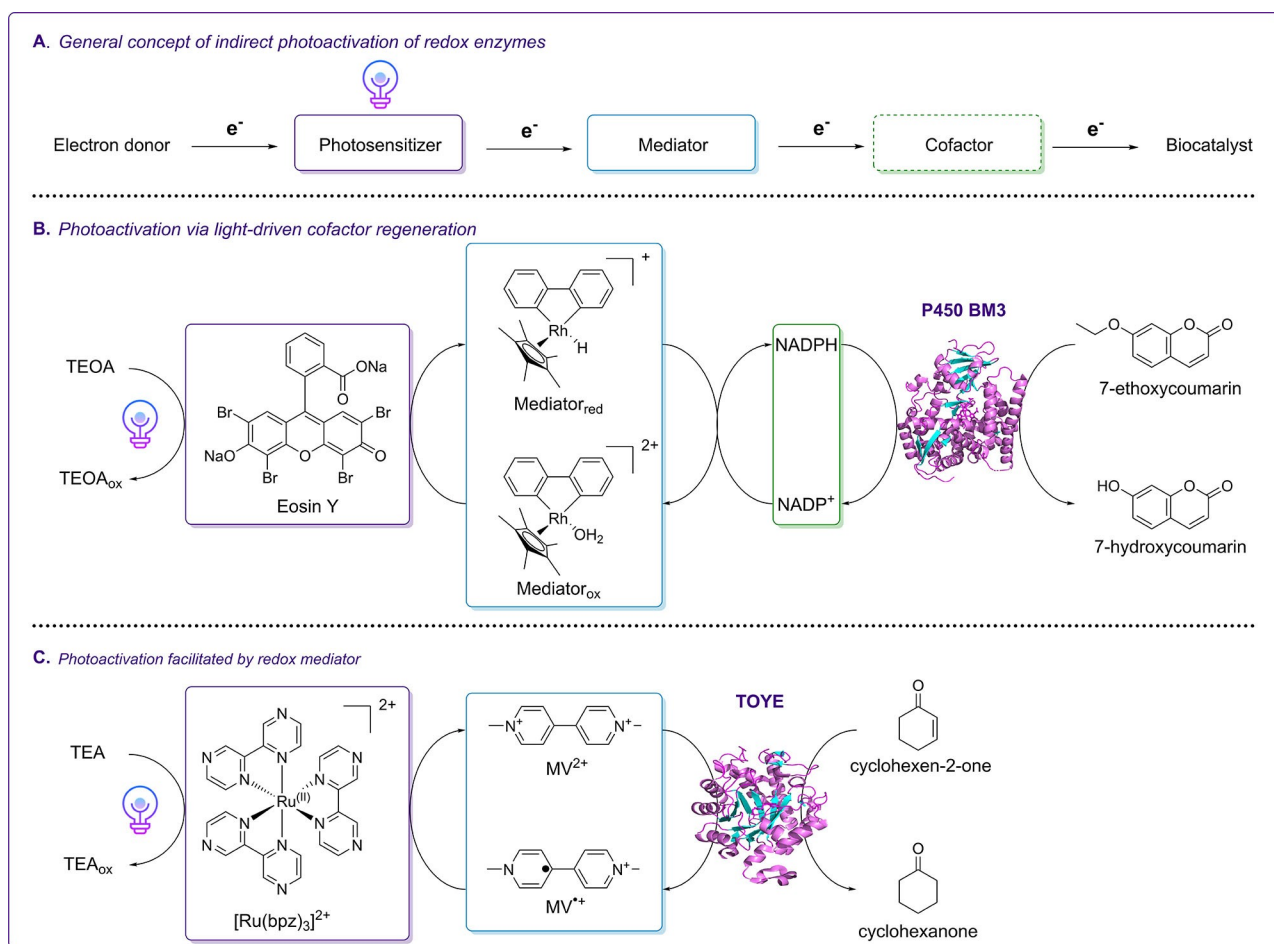 A. General concept of indirect photoactivation of redox enzymes
Electron donor
e-
Photosensitizer
e-
Mediator
e-
Cofactor
e-
Biocatalyst
B. Photoactivation via light-driven cofactor regeneration
TEOA
TEOAox
ONa
O
Br
Br
NaO
O
O
Br
Br
Eosin Y
+
Rh
H
Mediatorred
2+
Rh
OH2
Mediatorox
NADPH
NADP+
P450 BM3
O
O
O
7-ethoxycoumarin
HO
O
O
7-hydroxycoumarin
C. Photoactivation facilitated by redox mediator
TEA
TEAox
2+
N
N
N
N
N
N
Ru(II)
N
N
N
N
N
N
[Ru(bpz)3]2+
N+
N+
MV2+
N
N+
MV•+
TOYE
O
cyclohexen-2-one
O
cyclohexanone